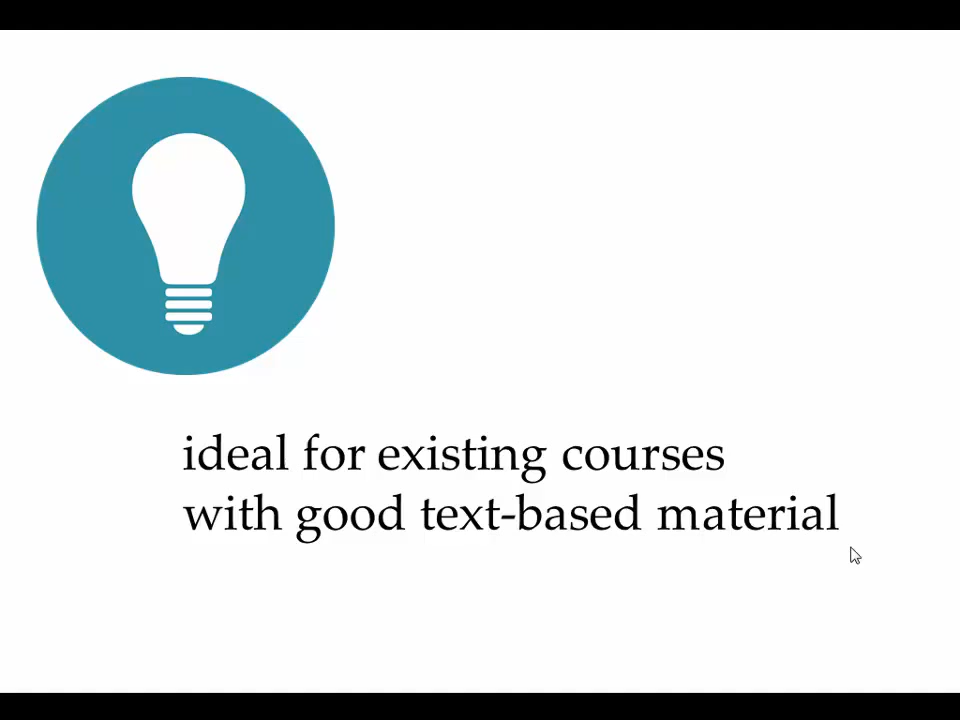 ideal for existing courses
with good text-based material